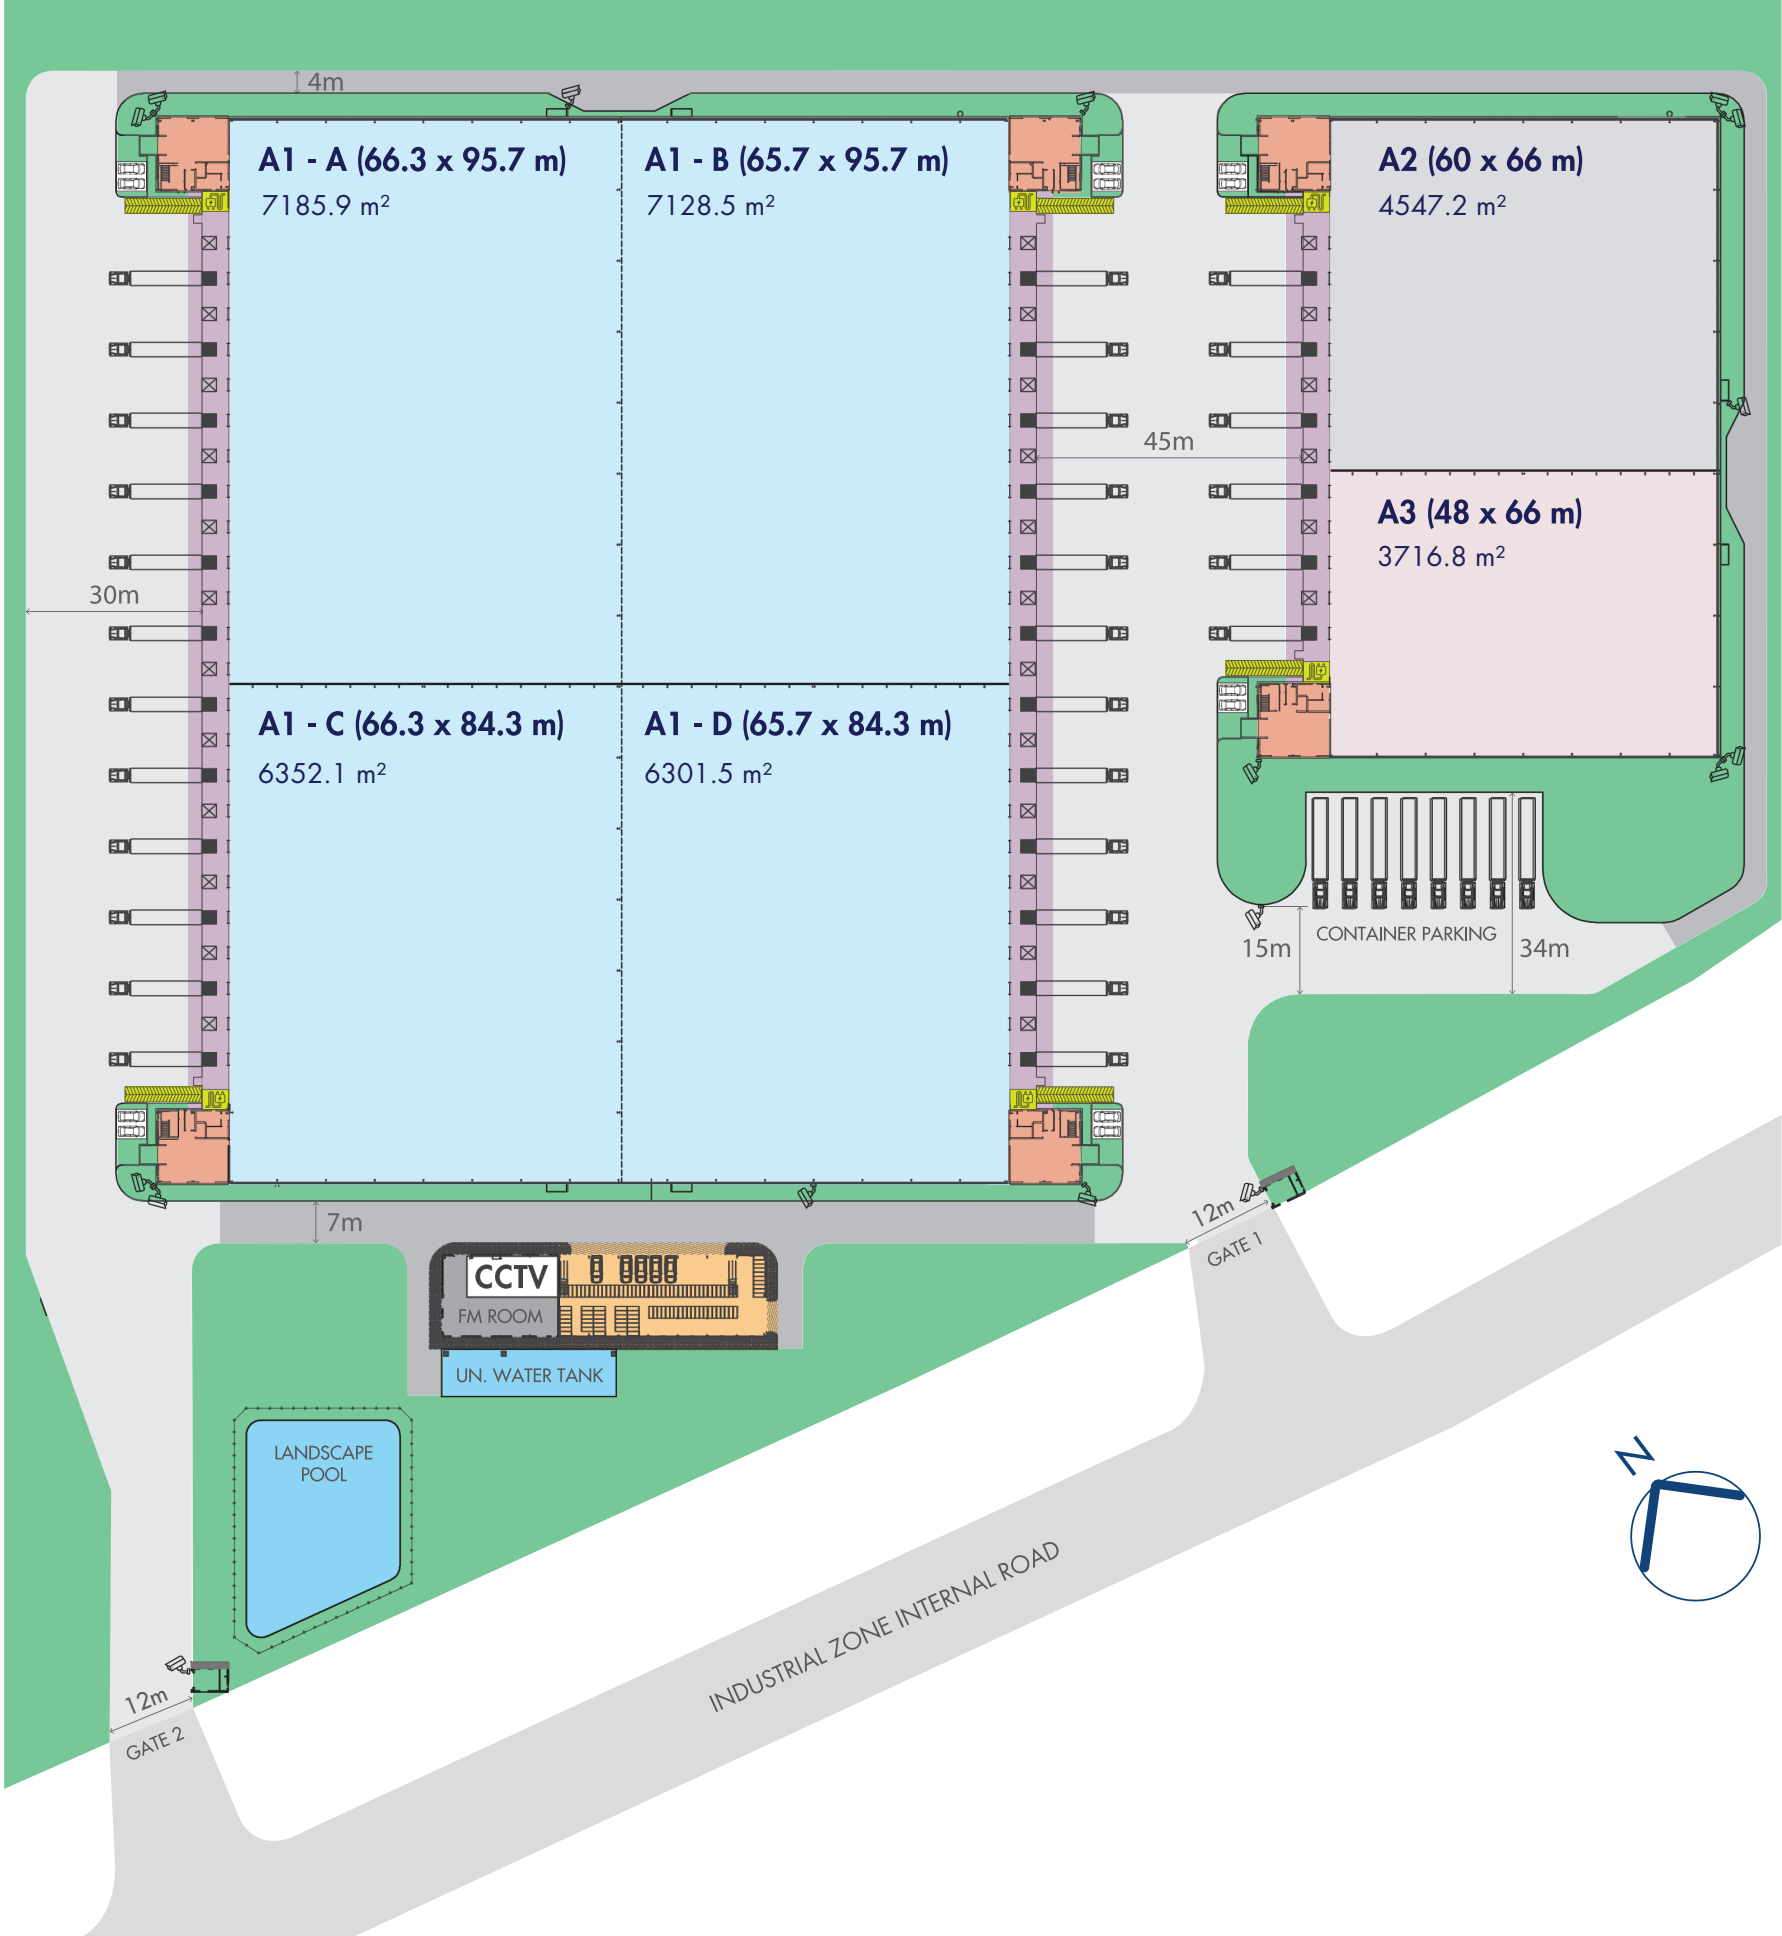 4m
A1 - A (66.3 x 95.7 m)
7185.9 m²
A1 - B (65.7 x 95.7 m)
7128.5 m²
A2 (60 x 66 m)
4547.2 m²
45m
A3 (48 x 66 m)
3716.8 m²
30m
A1 - C (66.3 x 84.3 m)
6352.1 m²
A1 - D (65.7 x 84.3 m)
6301.5 m²
CONTAINER PARKING
15m
34m
12m
GATE 1
7m
CCTV
FM ROOM
UN. WATER TANK
LANDSCAPE
POOL
N
INDUSTRIAL ZONE INTERNAL ROAD
12m
GATE 2